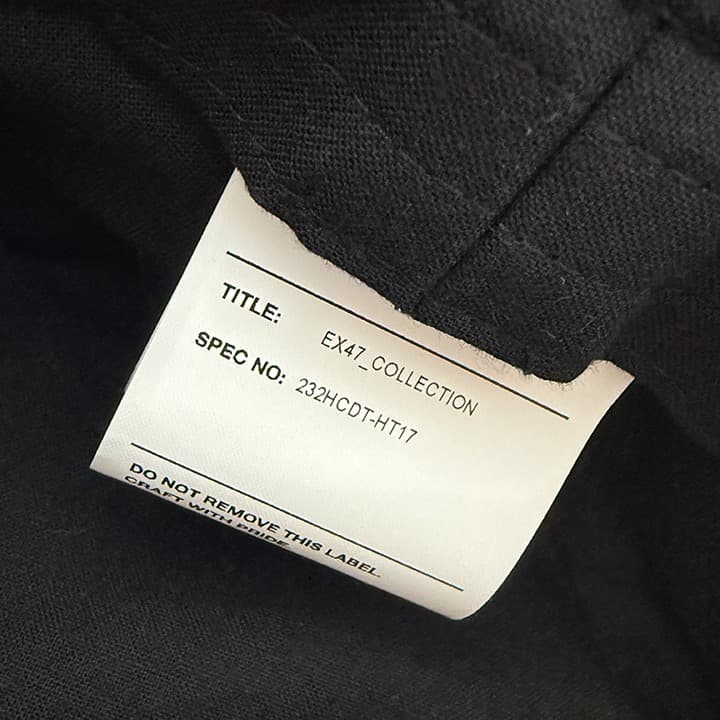 TITLE: EX47_COLLECTION
SPEC NO: 232HCDT-HT17
DO NOT REMOVE THIS LABEL.
CRAFT WITH PRIDE.